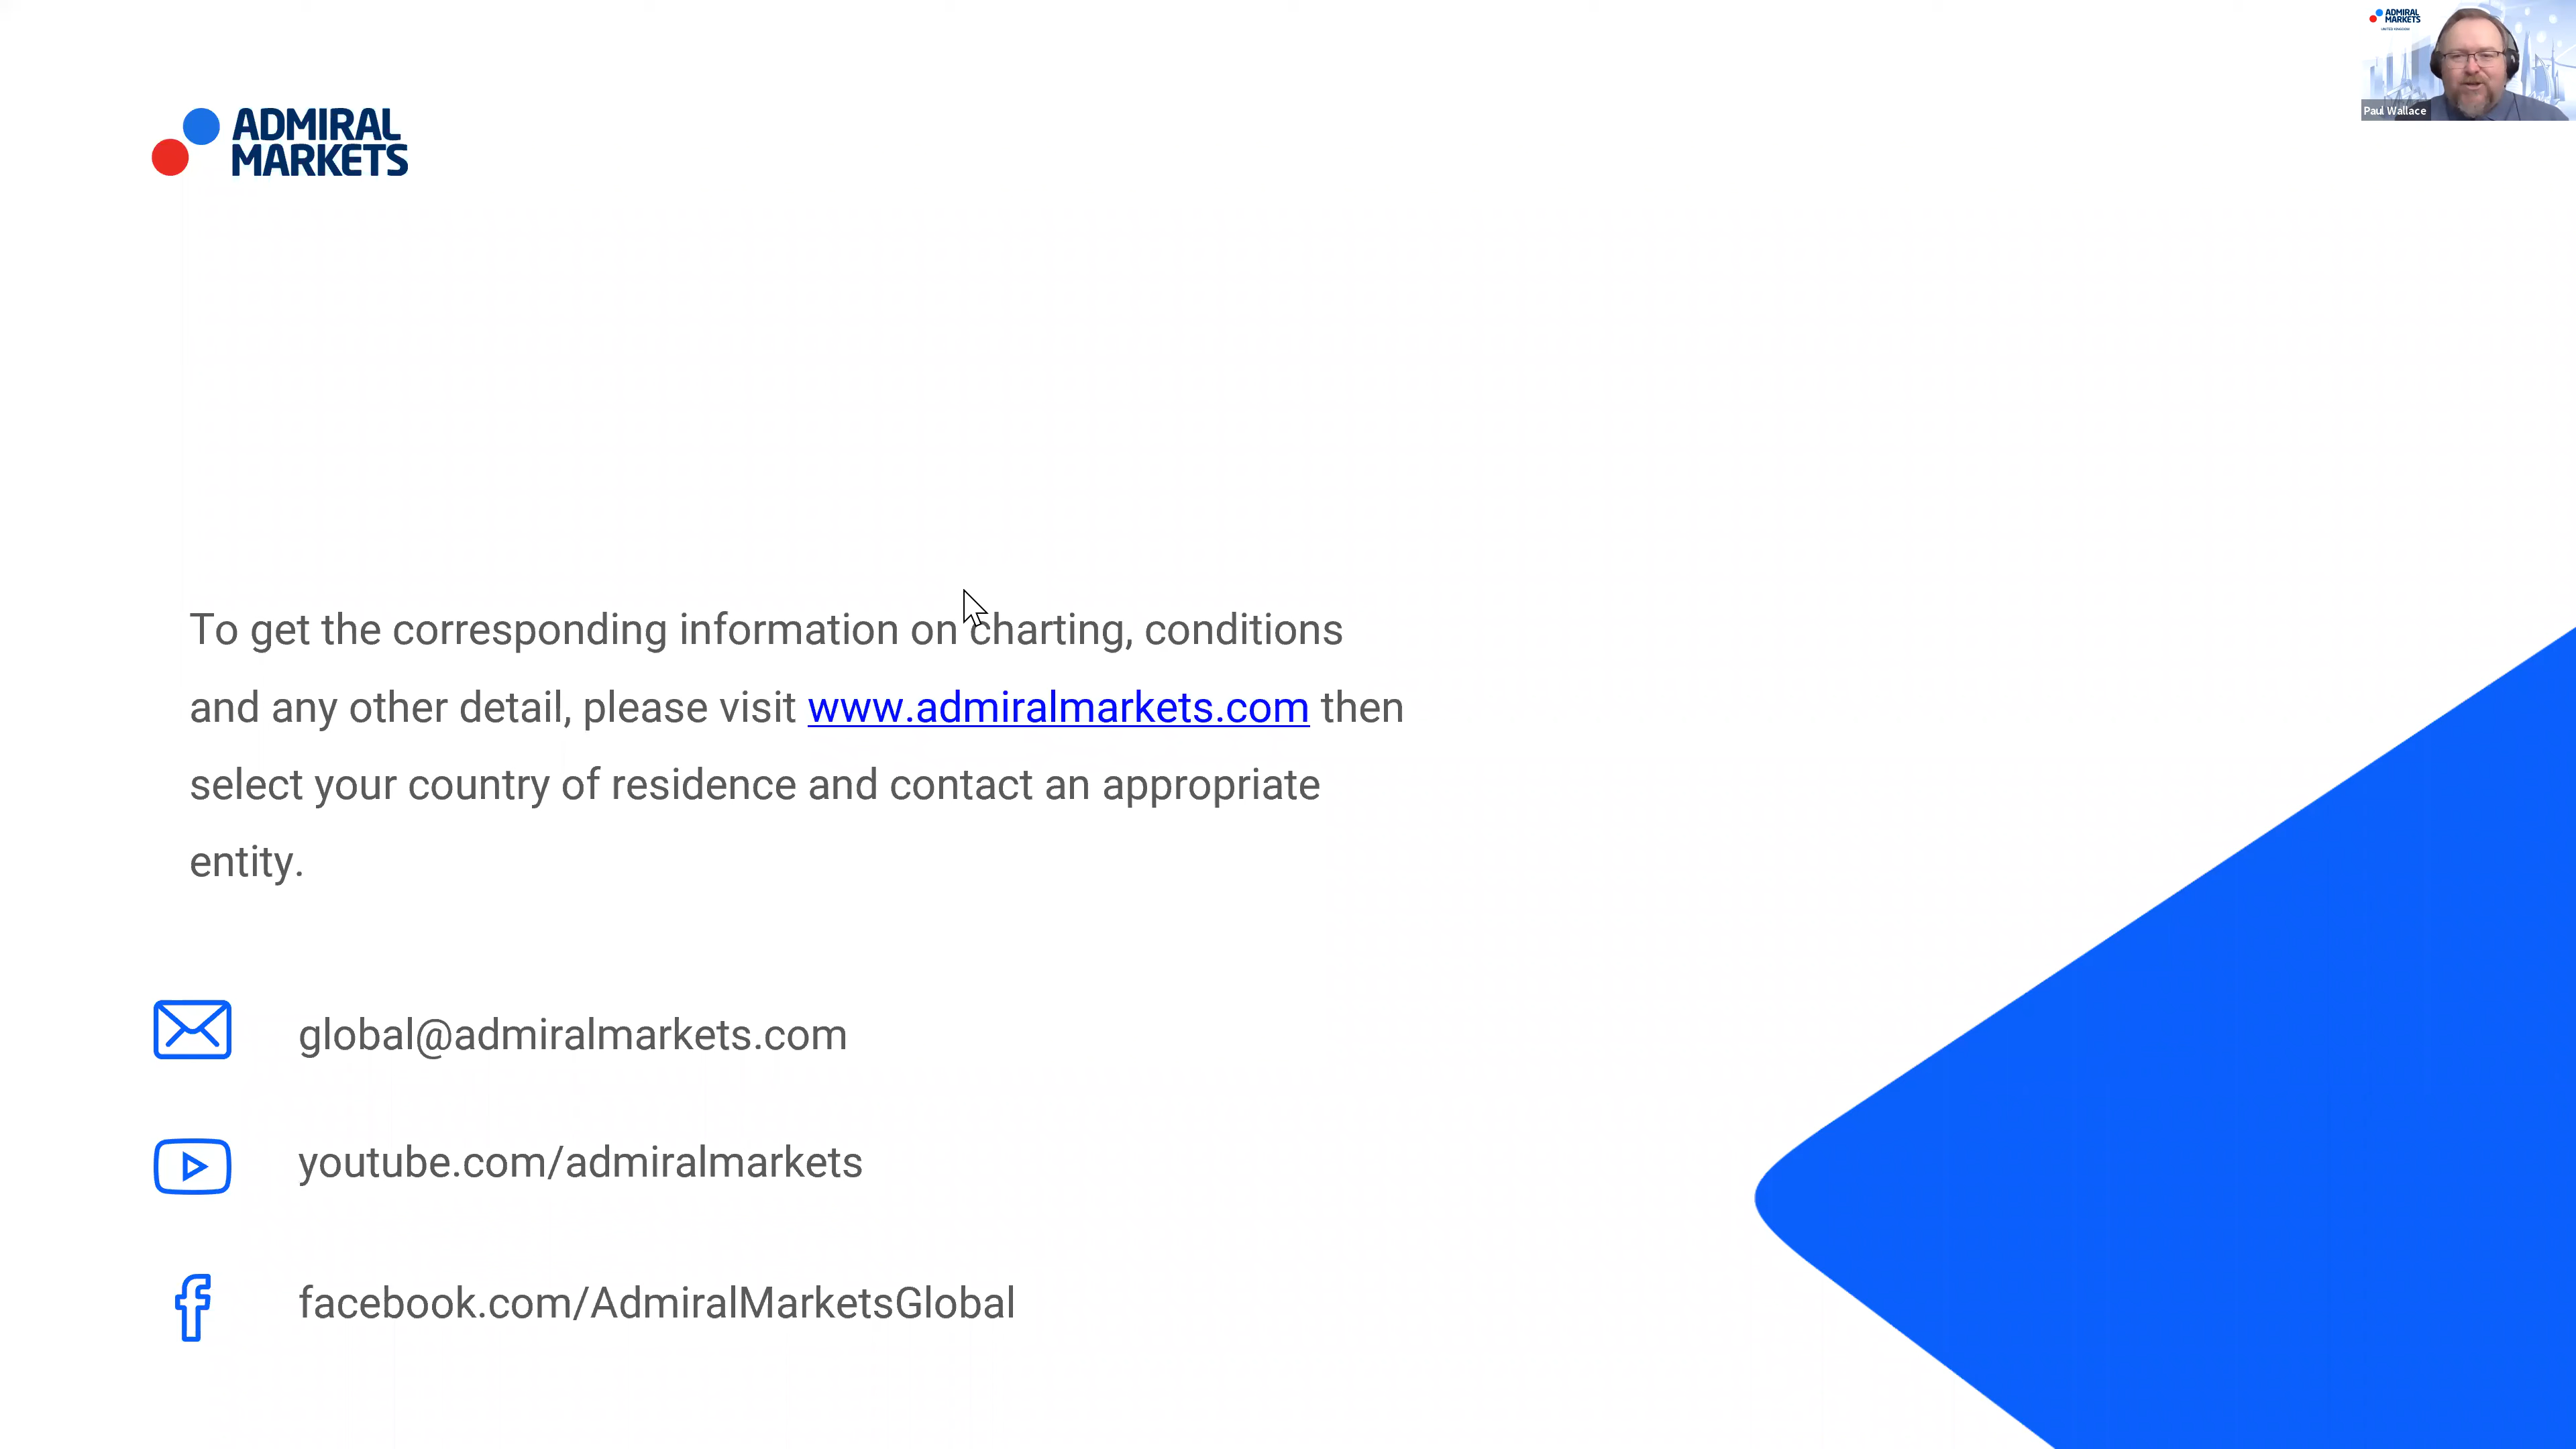 ADMIRAL
MARKETS
ADMIRAL
MARKETS
UNITED KINGDOM
Paul Wallace
To get the corresponding information on charting, conditions
and any other detail, please visit www.admiralmarkets.com then
select your country of residence and contact an appropriate
entity.
global@admiralmarkets.com
youtube.com/admiralmarkets
facebook.com/AdmiralMarketsGlobal